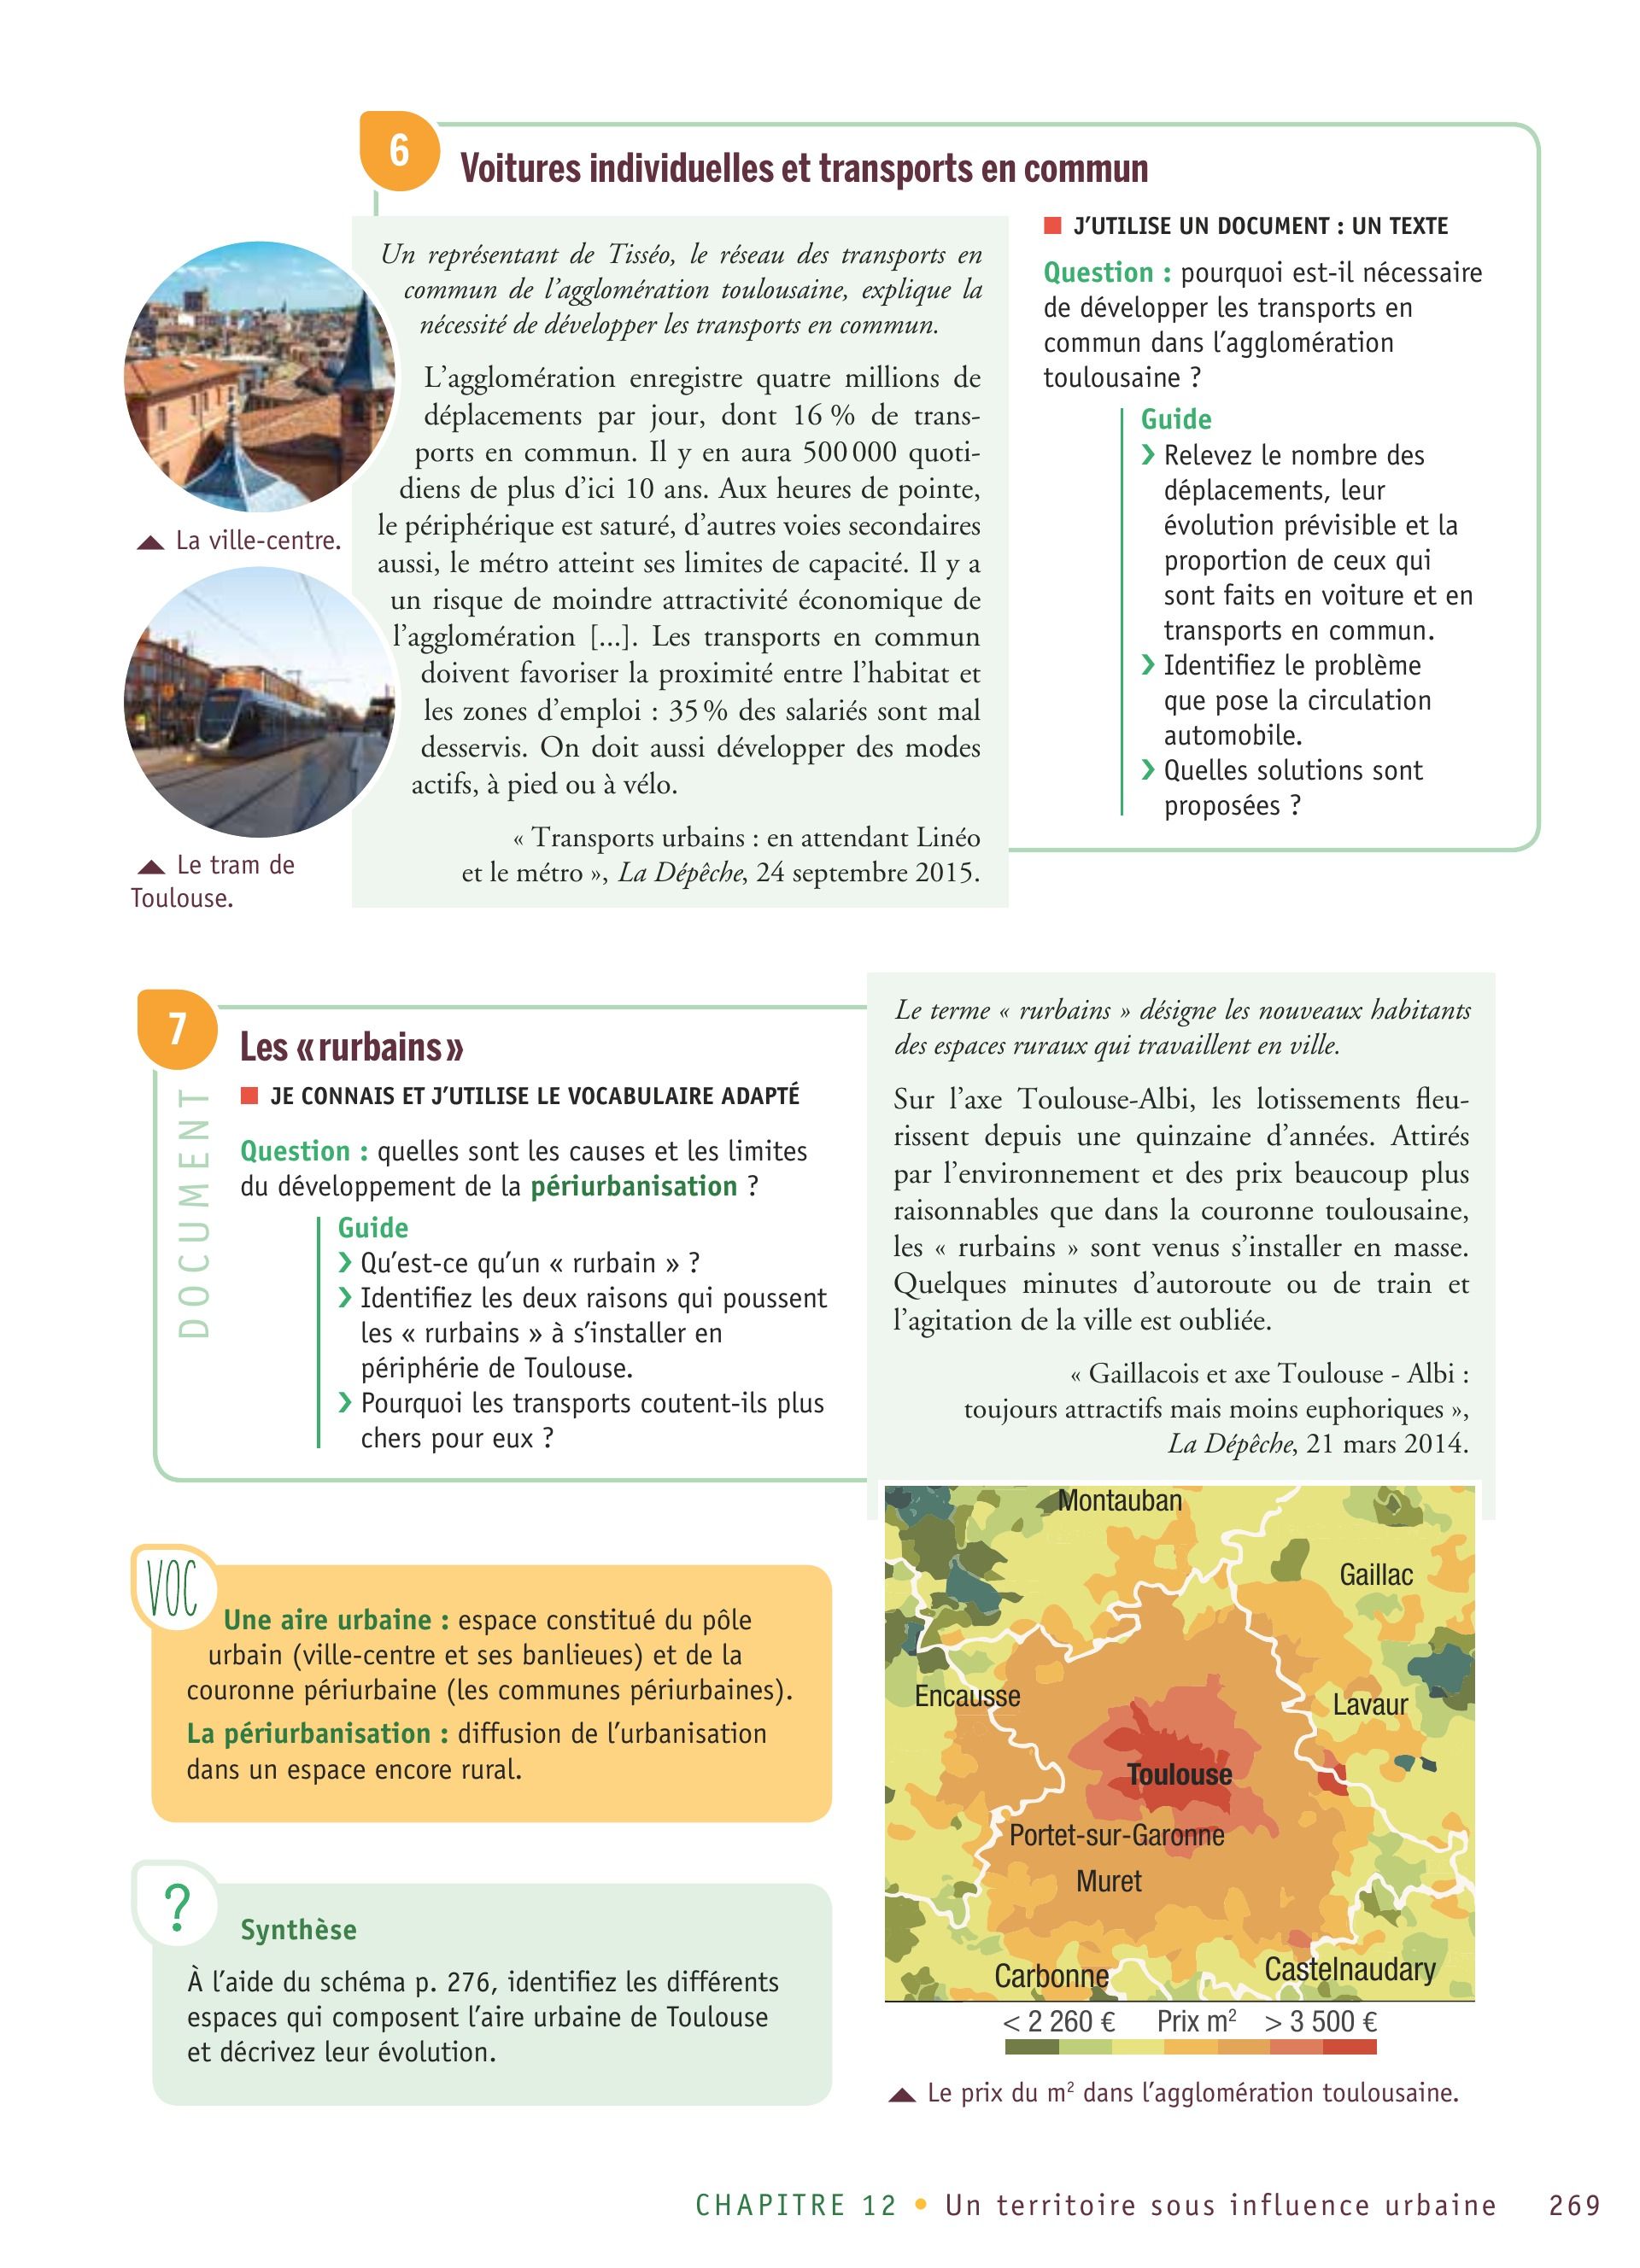 6
Voitures individuelles et transports en commun
Un représentant de Tisséo, le réseau des transports en
commun de l'agglomération toulousaine, explique la
nécessité de développer les transports en commun.
L'agglomération enregistre quatre millions de
déplacements par jour, dont 16 % de trans-
ports en commun. Il y en aura 500 000 quoti-
diens de plus d'ici 10 ans. Aux heures de pointe,
le périphérique est saturé, d'autres voies secondaires
aussi, le métro atteint ses limites de capacité. Il y a
un risque de moindre attractivité économique de
l'agglomération [...]. Les transports en commun
doivent favoriser la proximité entre l'habitat et
les zones d'emploi : 35 % des salariés sont mal
desservis. On doit aussi développer des modes
actifs, à pied ou à vélo.
« Transports urbains : en attendant Linéo
et le métro », La Dépêche, 24 septembre 2015.
La ville-centre.
Le tram de
Toulouse.
J'UTILISE UN DOCUMENT : UN TEXTE
Question : pourquoi est-il nécessaire
de développer les transports en
commun dans l'agglomération
toulousaine ?
Guide
› Relevez le nombre des
déplacements, leur
évolution prévisible et la
proportion de ceux qui
sont faits en voiture et en
transports en commun.
› Identifiez le problème
que pose la circulation
automobile.
› Quelles solutions sont
proposées ?
7
DOCUMENT
Les « rurbains »
JE CONNAIS ET J'UTILISE LE VOCABULAIRE ADAPTÉ
Question : quelles sont les causes et les limites
du développement de la périurbanisation ?
Guide
› Qu'est-ce qu'un « rurbain » ?
› Identifiez les deux raisons qui poussent
les « rurbains » à s'installer en
périphérie de Toulouse.
› Pourquoi les transports coutent-ils plus
chers pour eux ?
Le terme « rurbains » désigne les nouveaux habitants
des espaces ruraux qui travaillent en ville.
Sur l'axe Toulouse-Albi, les lotissements fleu-
rissent depuis une quinzaine d'années. Attirés
par l'environnement et des prix beaucoup plus
raisonnables que dans la couronne toulousaine,
les « rurbains » sont venus s'installer en masse.
Quelques minutes d'autoroute ou de train et
l'agitation de la ville est oubliée.
« Gaillacois et axe Toulouse - Albi :
toujours attractifs mais moins euphoriques »,
La Dépêche, 21 mars 2014.
Montauban
Gaillac
Encausse
Lavaur
Toulouse
Portet-sur-Garonne
Muret
Carbonne
Castelnaudary
< 2 260 € Prix m² > 3 500 €
Le prix du m² dans l'agglomération toulousaine.
VOC
Une aire urbaine : espace constitué du pôle
urbain (ville-centre et ses banlieues) et de la
couronne périurbaine (les communes périurbaines).
La périurbanisation : diffusion de l'urbanisation
dans un espace encore rural.
?
Synthèse
À l'aide du schéma p. 276, identifiez les différents
espaces qui composent l'aire urbaine de Toulouse
et décrivez leur évolution.
CHAPITRE 12 • Un territoire sous influence urbaine 269